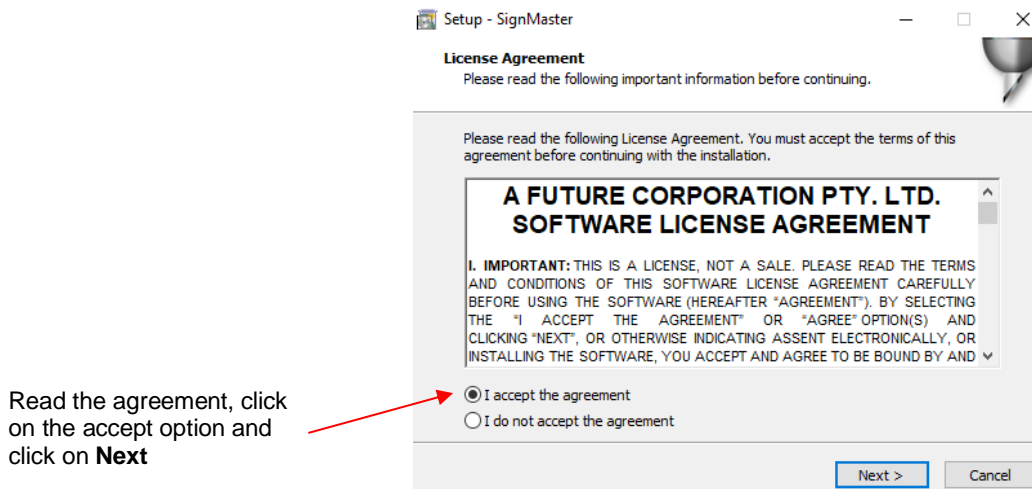 Setup - SignMaster
License Agreement
Please read the following important information before continuing.
Please read the following License Agreement. You must accept the terms of this
agreement before continuing with the installation.
A FUTURE CORPORATION PTY. LTD.
SOFTWARE LICENSE AGREEMENT
I. IMPORTANT: THIS IS A LICENSE, NOT A SALE. PLEASE READ THE TERMS
AND CONDITIONS OF THIS SOFTWARE LICENSE AGREEMENT CAREFULLY
BEFORE USING THE SOFTWARE (HEREAFTER “AGREEMENT”). BY SELECTING
THE “I ACCEPT THE AGREEMENT” OR “AGREE” OPTION(S) AND
CLICKING “NEXT”, OR OTHERWISE INDICATING ASSENT ELECTRONICALLY, OR
INSTALLING THE SOFTWARE, YOU ACCEPT AND AGREE TO BE BOUND BY AND
Read the agreement, click
on the accept option and
click on Next
I accept the agreement
I do not accept the agreement
Next >
Cancel